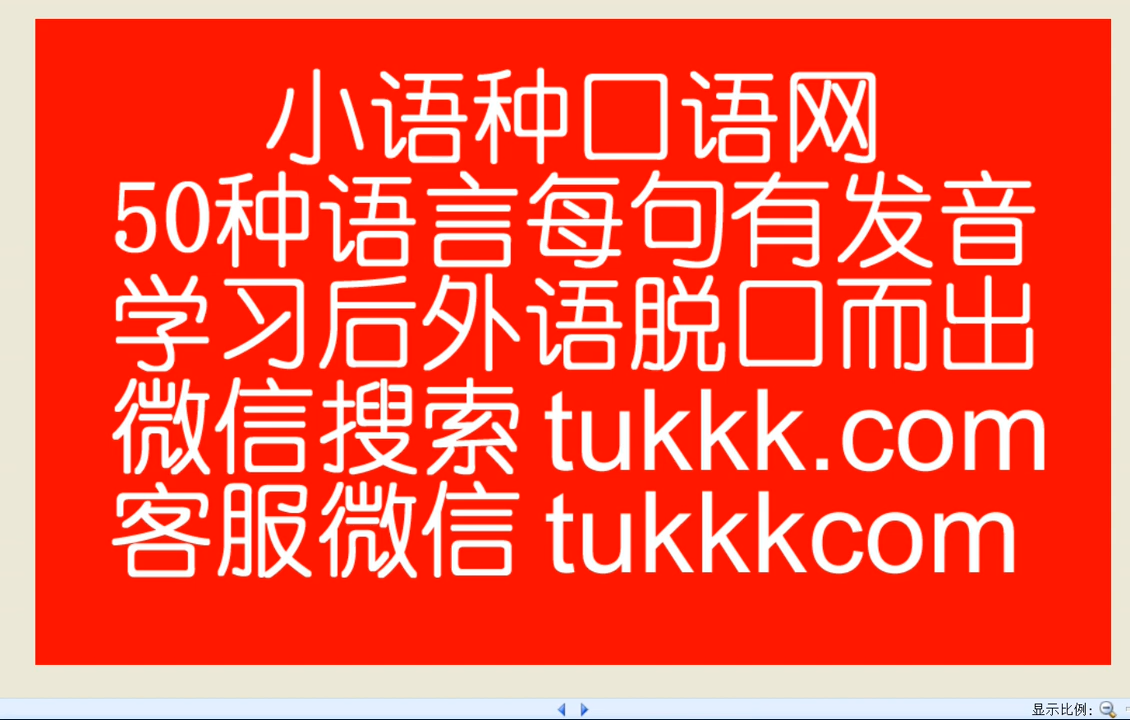 小语种口语网
50种语言每句有发音
学习后外语脱口而出
微信搜索 tukkk.com
客服微信 tukkkcom
显示比例: